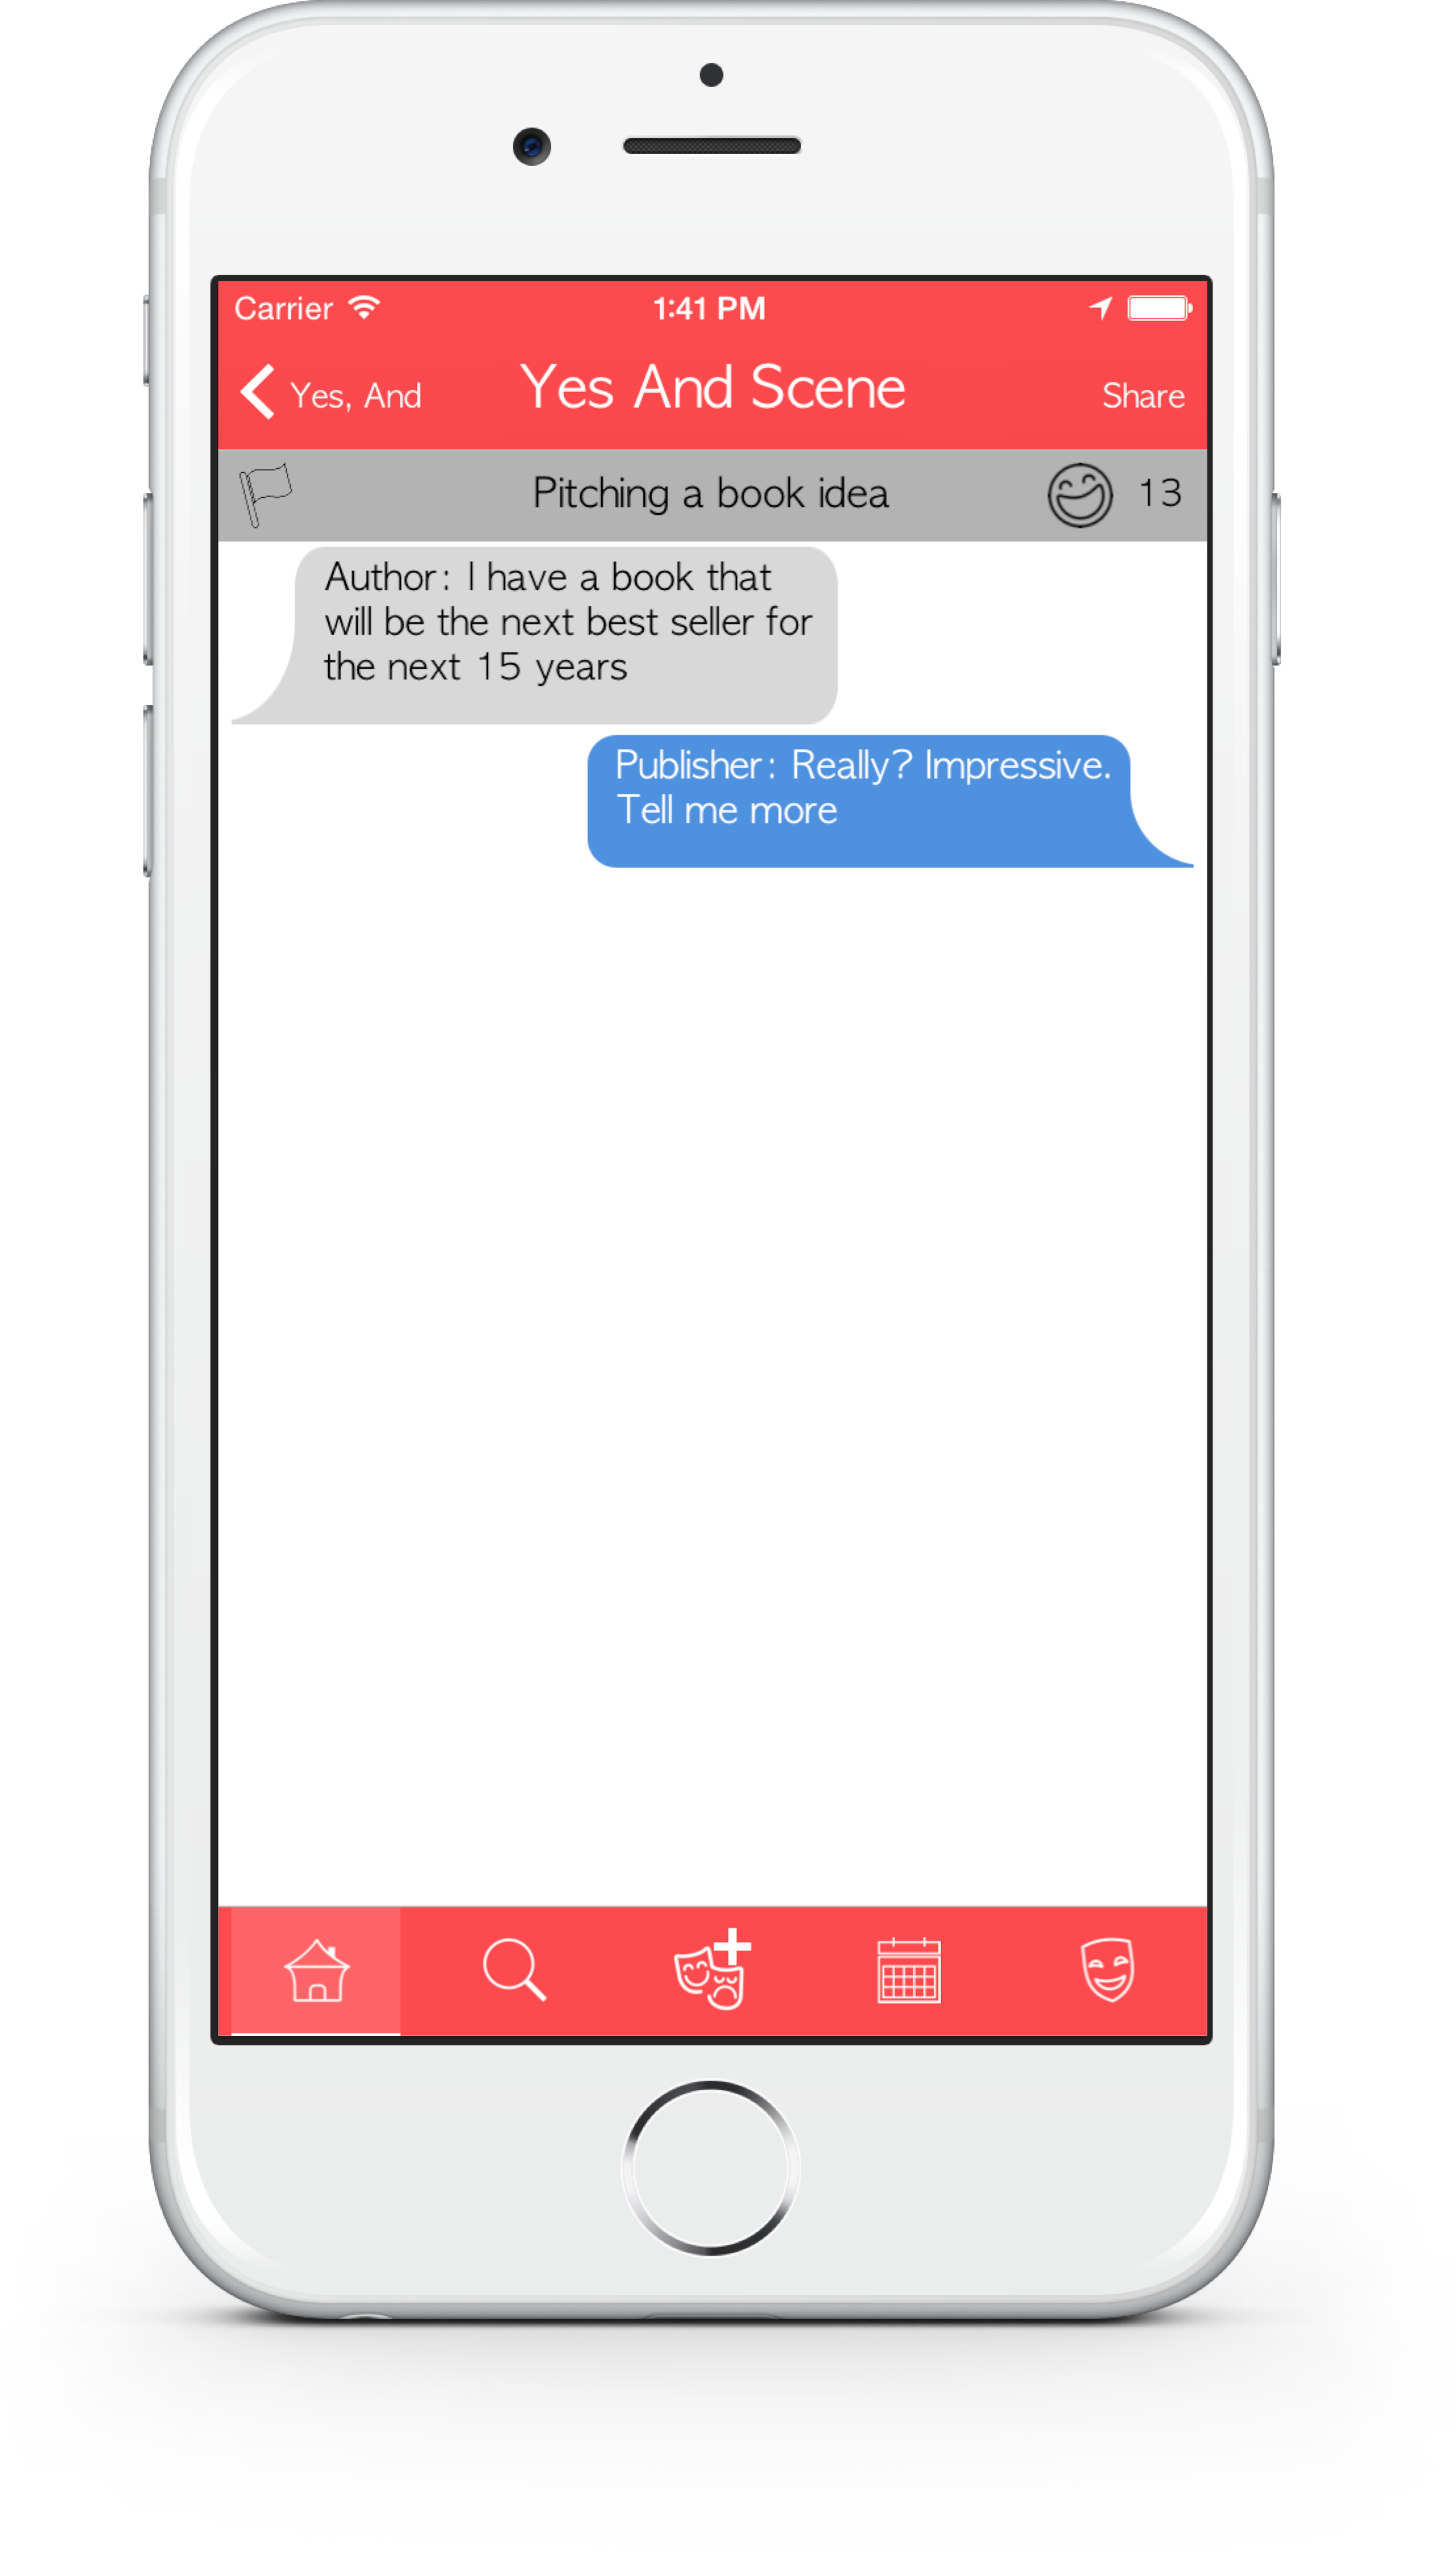 Carrier 1:41 PM
Yes, And Yes And Scene Share
Pitching a book idea 13
Author: I have a book that
will be the next best seller for
the next 15 years
Publisher: Really? Impressive.
Tell me more